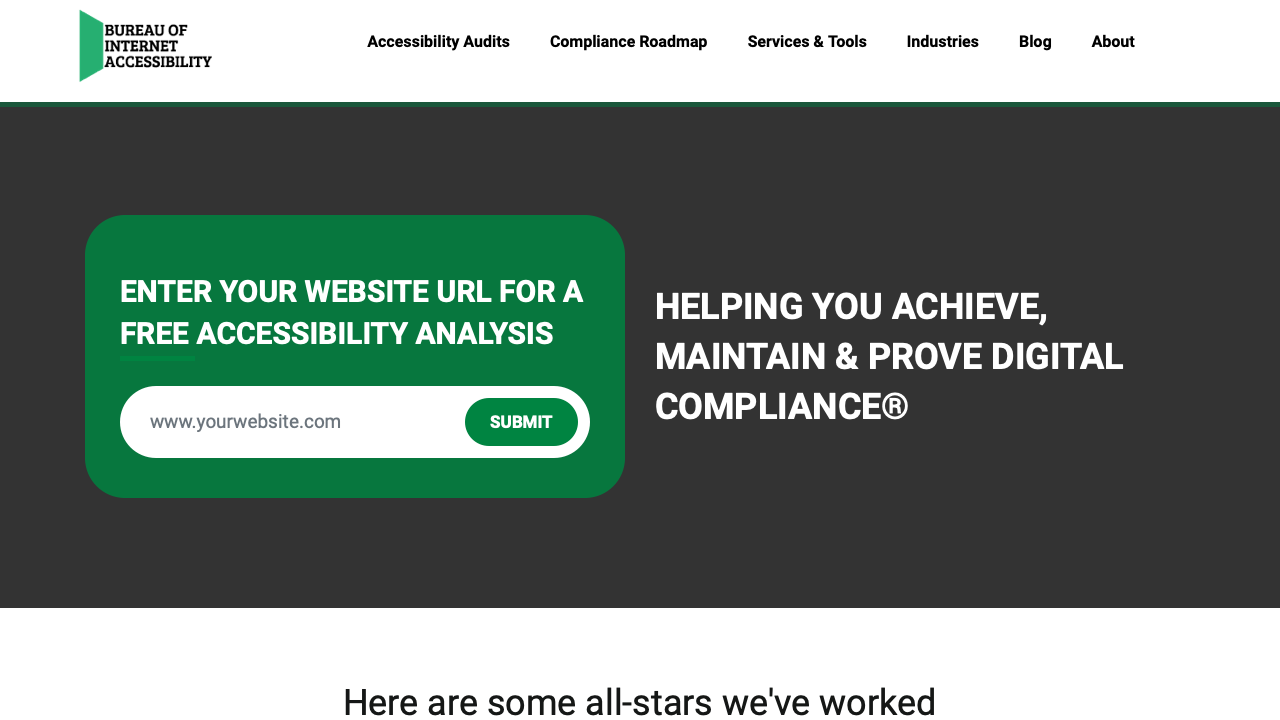 BUREAU OF
INTERNET
ACCESSIBILITY
Accessibility Audits
Compliance Roadmap
Services & Tools
Industries
Blog
About
ENTER YOUR WEBSITE URL FOR A
FREE ACCESSIBILITY ANALYSIS
www.yourwebsite.com
SUBMIT
HELPING YOU ACHIEVE,
MAINTAIN & PROVE DIGITAL
COMPLIANCE®
Here are some all-stars we've worked